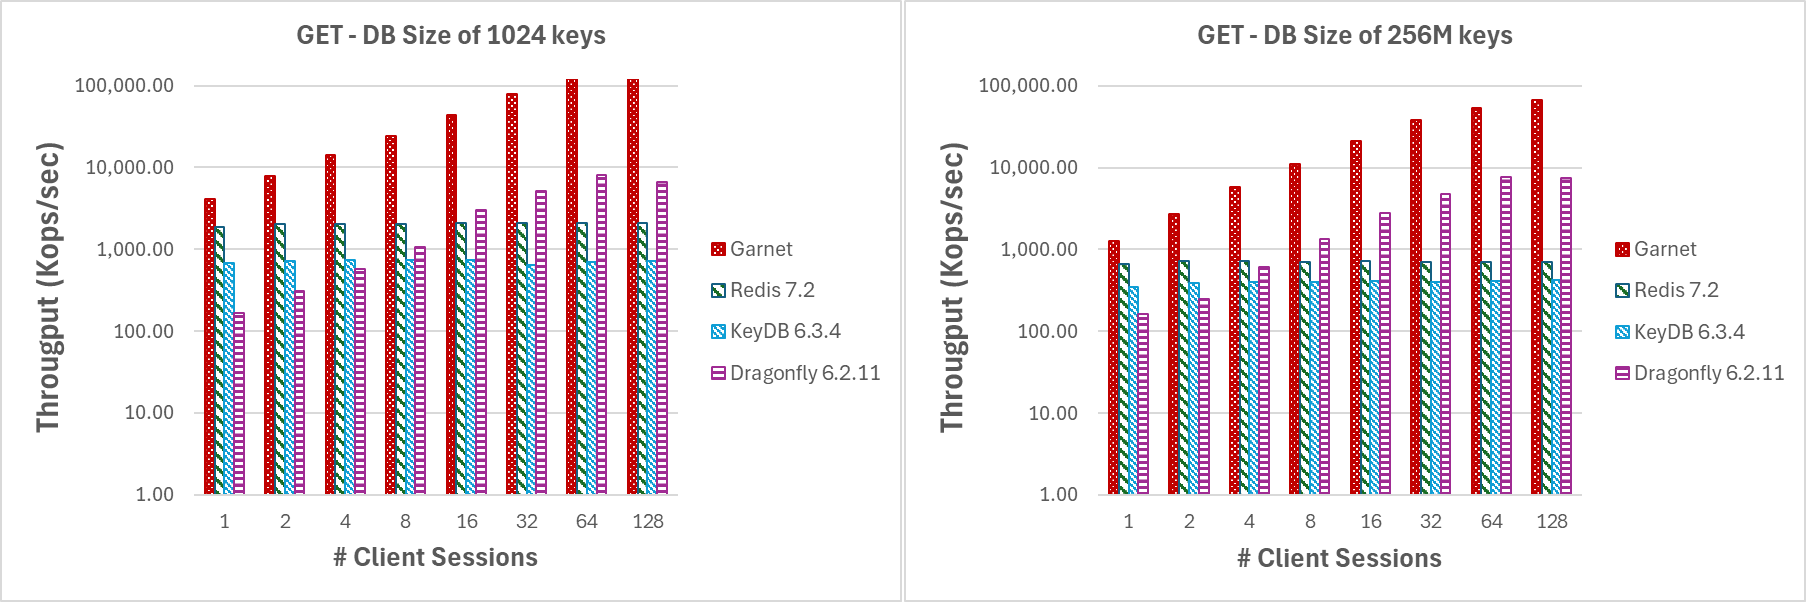 GET - DB Size of 1024 keys
Througput (Kops/sec)
100,000.00
10,000.00
1,000.00
100.00
10.00
1.00
1 2 4 8 16 32 64 128
# Client Sessions
Garnet
Redis 7.2
KeyDB 6.3.4
Dragonfly 6.2.11
GET - DB Size of 256M keys
Througput (Kops/sec)
100,000.00
10,000.00
1,000.00
100.00
10.00
1.00
1 2 4 8 16 32 64 128
# Client Sessions
Garnet
Redis 7.2
KeyDB 6.3.4
Dragonfly 6.2.11